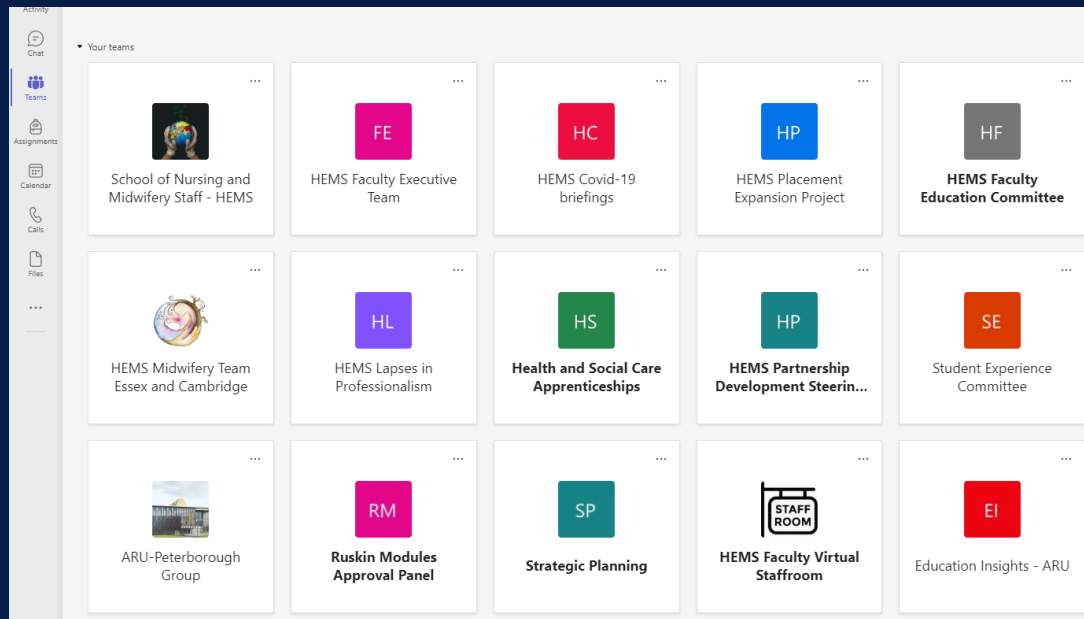 Activity
Chat
Teams
Assignments
Calendar
Calls
Files
Your teams
School of Nursing and
Midwifery Staff - HEMS
FE
HEMS Faculty Executive
Team
HC
HEMS Covid-19
briefings
HP
HEMS Placement
Expansion Project
HF
HEMS Faculty
Education Committee
HEMS Midwifery Team
Essex and Cambridge
HL
HEMS Lapses in
Professionalism
HS
Health and Social Care
Apprenticeships
HP
HEMS Partnership
Development Steerin...
SE
Student Experience
Committee
ARU-Peterborough
Group
RM
Ruskin Modules
Approval Panel
SP
Strategic Planning
STAFF
ROOM
HEMS Faculty Virtual
Staffroom
EI
Education Insights - ARU